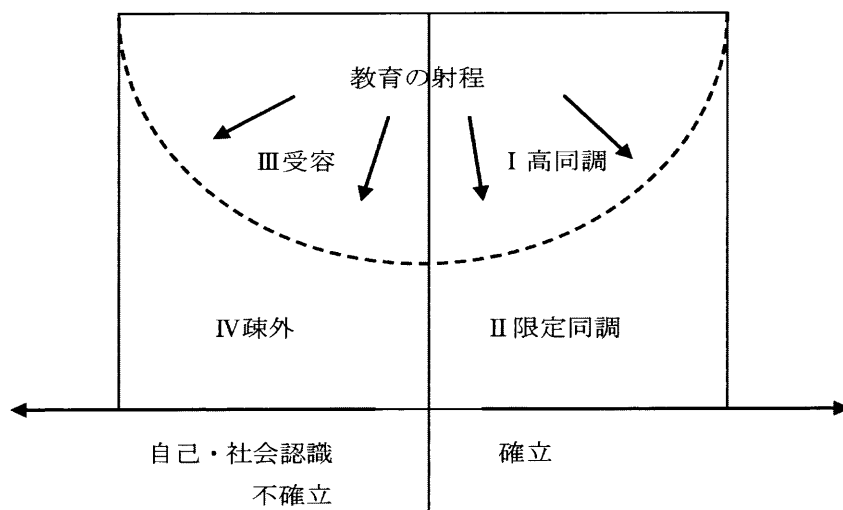 教育の射程
Ⅲ受容
Ⅰ高同調
Ⅳ疎外
Ⅱ限定同調
自己・社会認識
不確立
確立